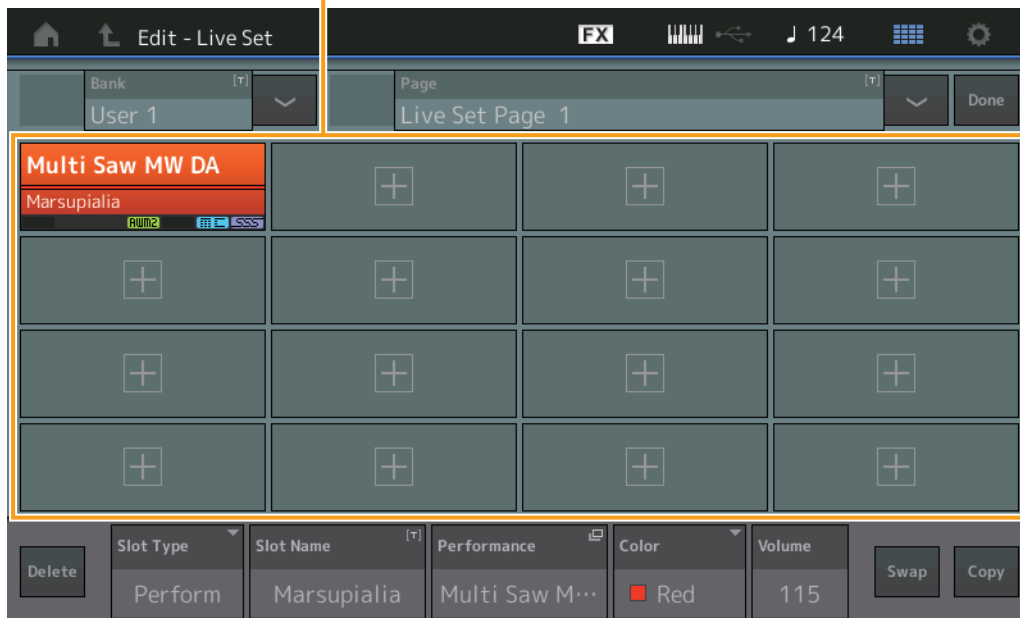 Edit - Live Set
FX
♩ 124
Bank [T]
User 1
Page [T]
Live Set Page 1
Done
Multi Saw MW DA
Marsupialia
AWM2 MC SSS
Delete
Slot Type
Perform
Slot Name [T]
Marsupialia
Performance
Multi Saw M···
Color
Red
Volume
115
Swap
Copy